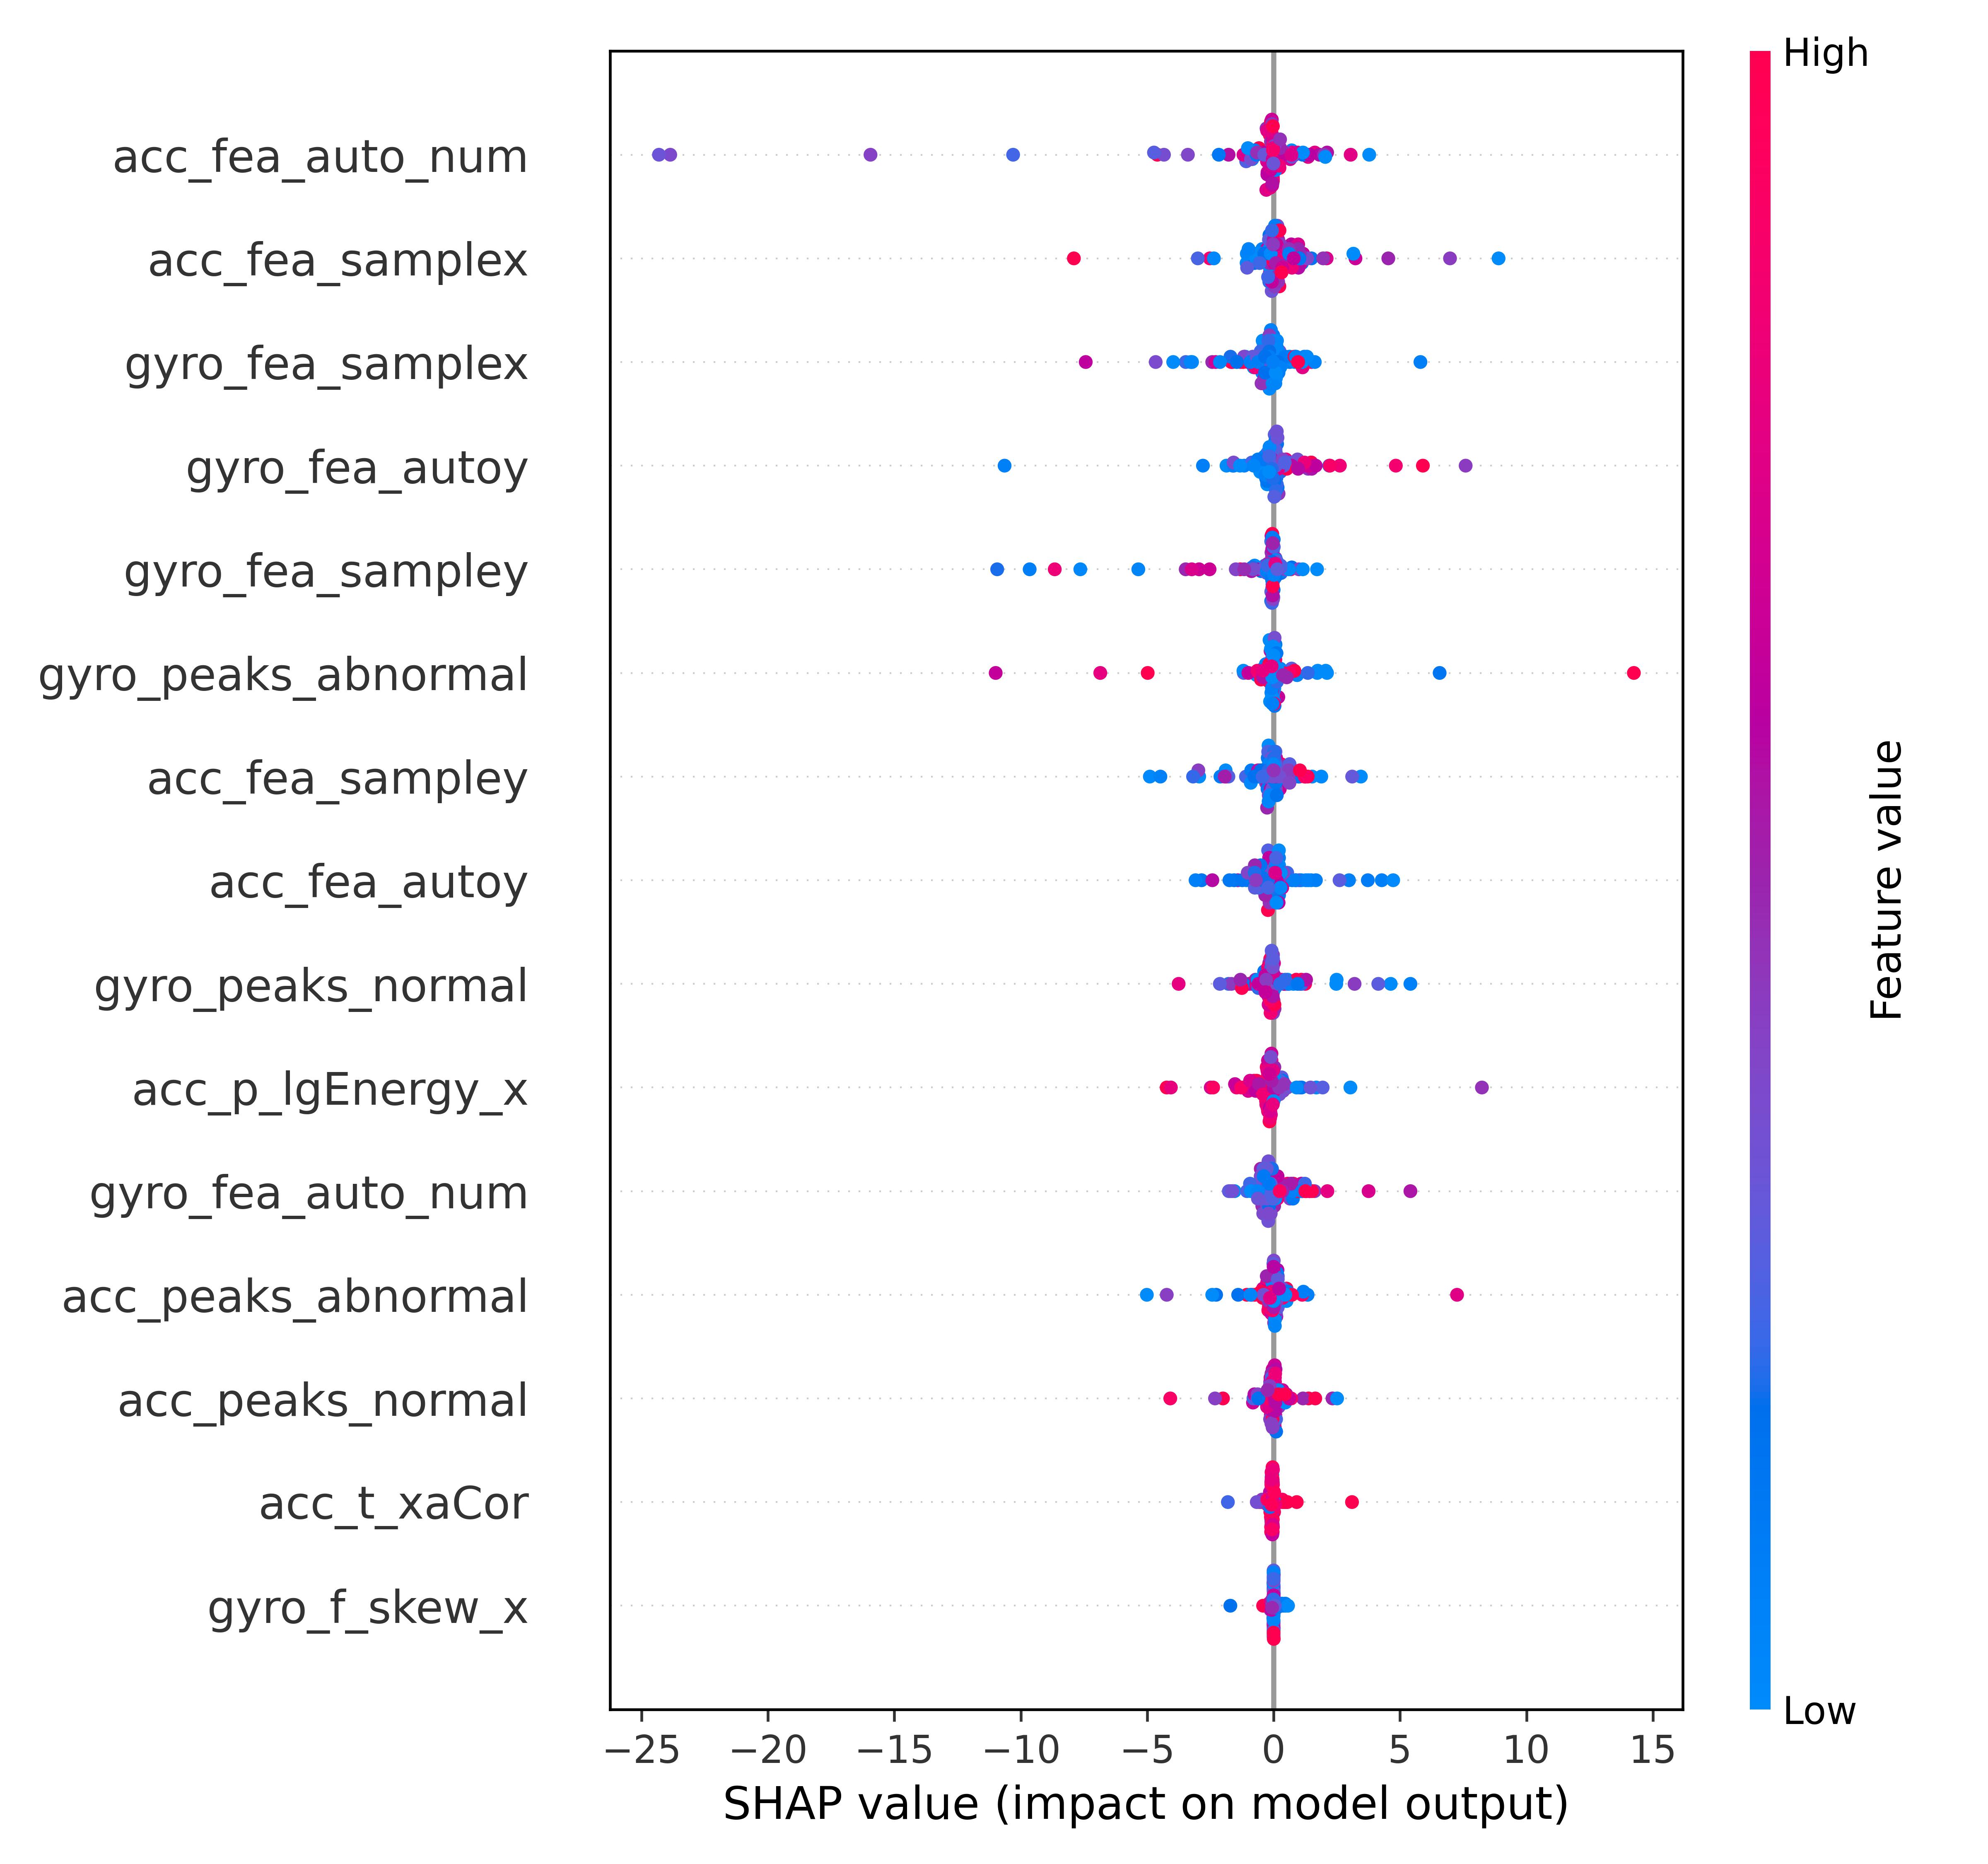 High
acc_fea_auto_num
acc_fea_samplex
gyro_fea_samplex
gyro_fea_autoy
gyro_fea_sampley
gyro_peaks_abnormal
acc_fea_sampley
acc_fea_autoy
gyro_peaks_normal
acc_p_lgEnergy_x
gyro_fea_auto_num
acc_peaks_abnormal
acc_peaks_normal
acc_t_xaCor
gyro_f_skew_x
Feature value
Low
−25 −20 −15 −10 −5 0 5 10 15
SHAP value (impact on model output)